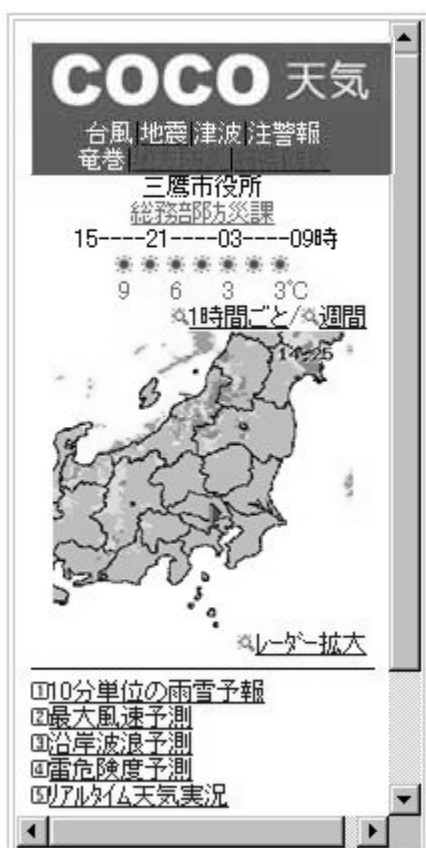 COCO 天気
台風|地震|津波|注警報
竜巻|
三鷹市役所
総務部防災課
15----21----03----09時
9 6 3 3℃
1時間ごと/週間
14:25
レーダー拡大
1 10分単位の雨雪予報
2 最大風速予測
3 沿岸波浪予測
4 雷危険度予測
5 リアルタイム天気実況